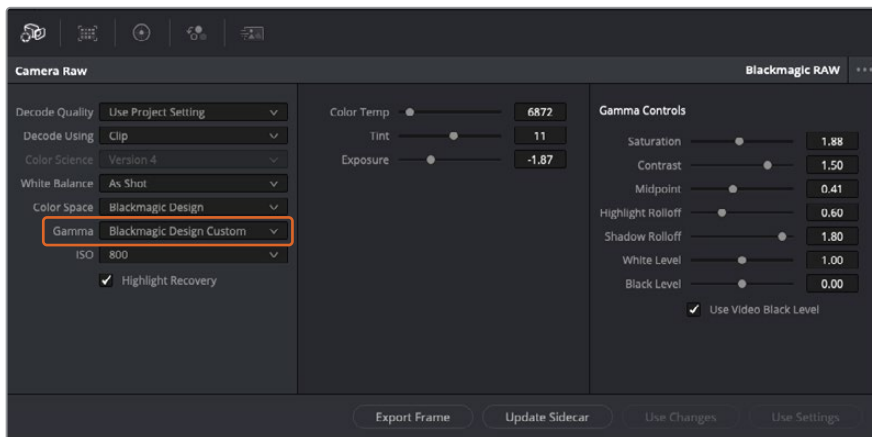 Camera Raw
Blackmagic RAW
Decode Quality Use Project Setting
Decode Using Clip
Color Science Version 4
White Balance As Shot
Color Space Blackmagic Design
Gamma Blackmagic Design Custom
ISO 800
Highlight Recovery
Color Temp 6872
Tint 11
Exposure -1.87
Gamma Controls
Saturation 1.88
Contrast 1.50
Midpoint 0.41
Highlight Rolloff 0.60
Shadow Rolloff 1.80
White Level 1.00
Black Level 0.00
Use Video Black Level
Export Frame
Update Sidecar
Use Changes
Use Settings